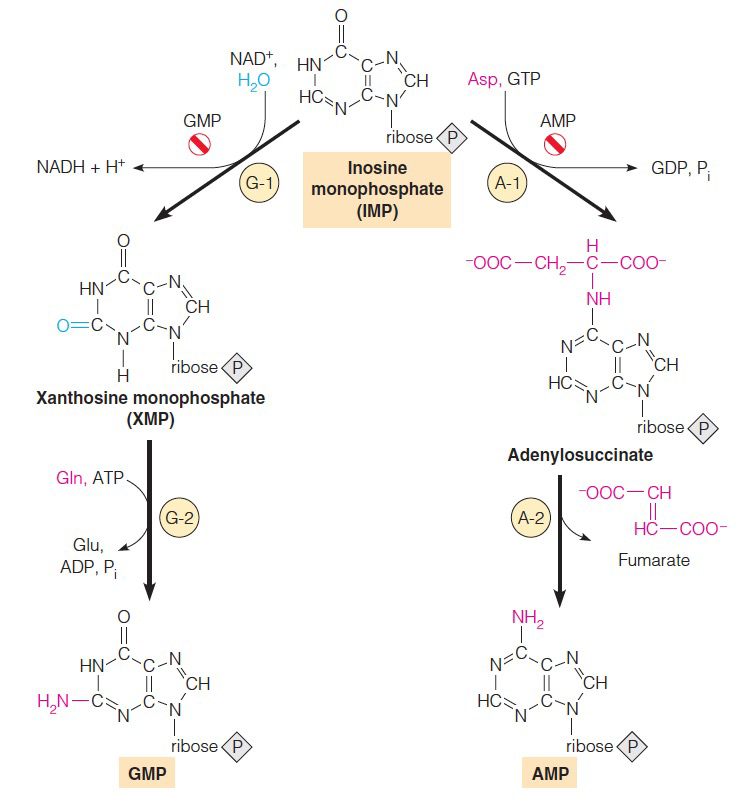 O
NAD⁺,
H₂O
HN
C
C
N
CH
HC
N
C
N
ribose P
Asp, GTP
GMP
AMP
NADH + H⁺
G-1
Inosine
monophosphate
(IMP)
A-1
GDP, Pᵢ
O
HN
C
C
N
CH
O=C
N
C
N
H
ribose P
Xanthosine monophosphate
(XMP)
H
⁻OOC—CH₂—C—COO⁻
NH
C
N
C
N
CH
HC
N
C
N
ribose P
Adenylosuccinate
Gln, ATP
G-2
Glu,
ADP, Pᵢ
A-2
⁻OOC—CH
HC—COO⁻
Fumarate
O
HN
C
C
N
CH
H₂N—C
N
C
N
ribose P
GMP
NH₂
N
C
C
N
CH
HC
N
C
N
ribose P
AMP